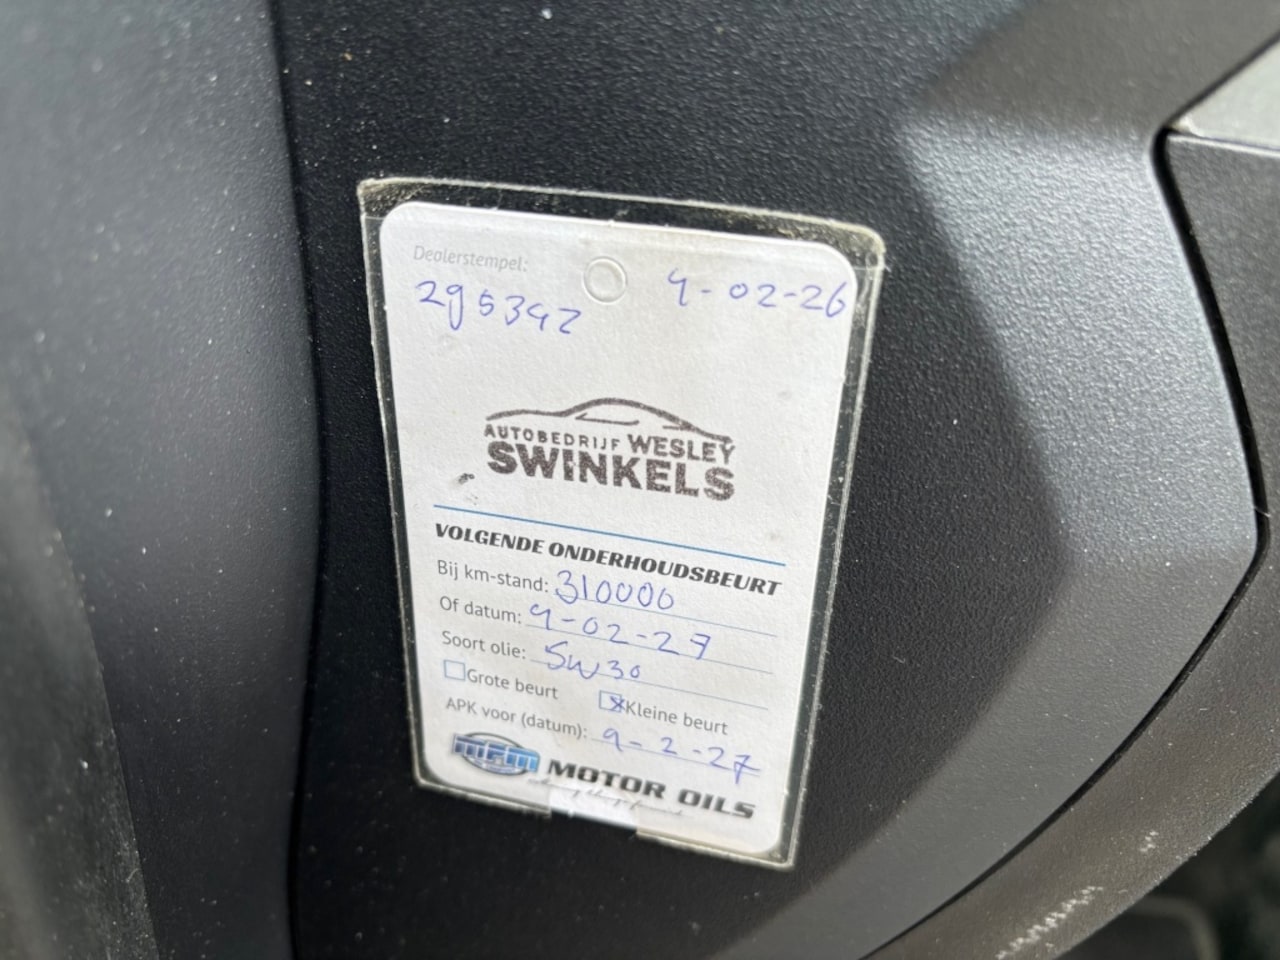 Dealerstempel:
295342
9-02-26
AUTOBEDRIJF WESLEY
SWINKELS
VOLGENDE ONDERHOUDSBEURT
Bij km-stand: 310000
Of datum: 9-02-27
Soort olie: 5W30
Grote beurt
Kleine beurt
APK voor (datum): 9-2-27
MPM MOTOR OILS